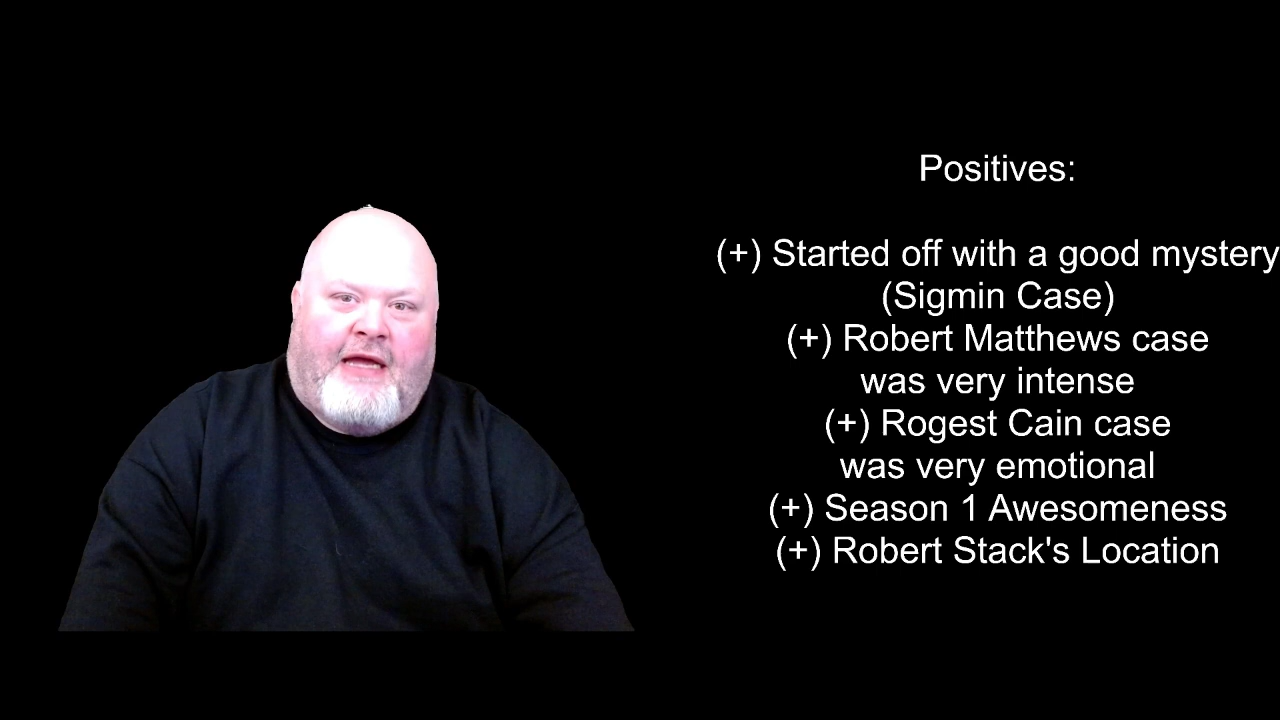 Positives:
(+) Started off with a good mystery
(Sigmin Case)
(+) Robert Matthews case
was very intense
(+) Rogest Cain case
was very emotional
(+) Season 1 Awesomeness
(+) Robert Stack's Location